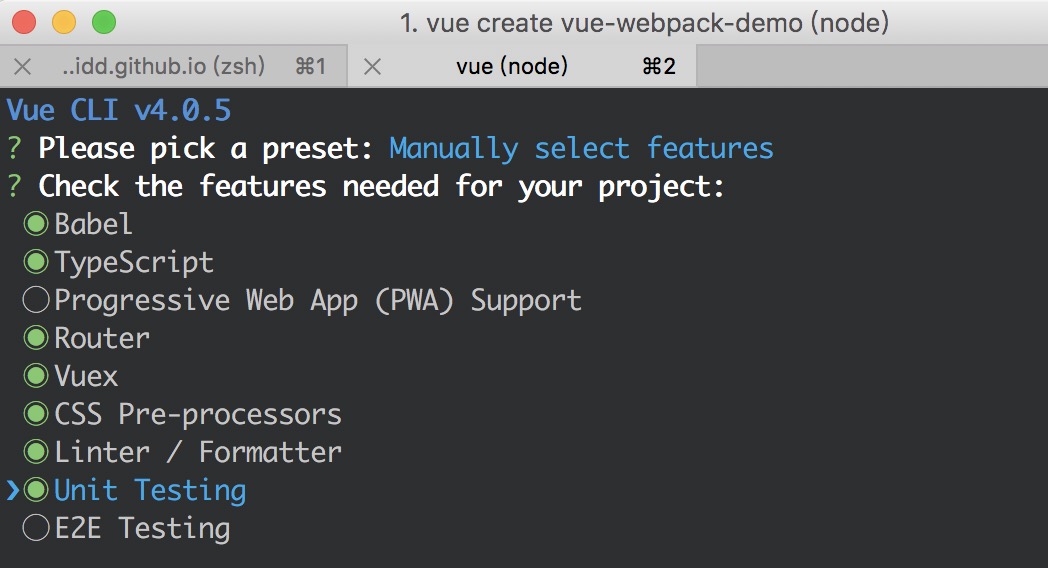 1. vue create vue-webpack-demo (node)
..idd.github.io (zsh) ⌘1 vue (node) ⌘2
Vue CLI v4.0.5
? Please pick a preset: Manually select features
? Check the features needed for your project:
◉ Babel
◉ TypeScript
◯ Progressive Web App (PWA) Support
◉ Router
◉ Vuex
◉ CSS Pre-processors
◉ Linter / Formatter
❯◉ Unit Testing
◯ E2E Testing